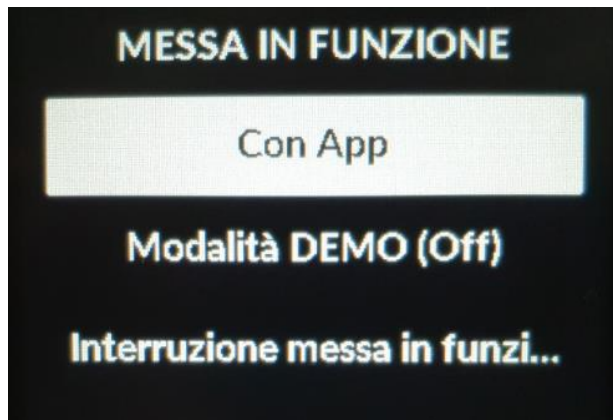 MESSA IN FUNZIONE
Con App
Modalità DEMO (Off)
Interruzione messa in funzi...